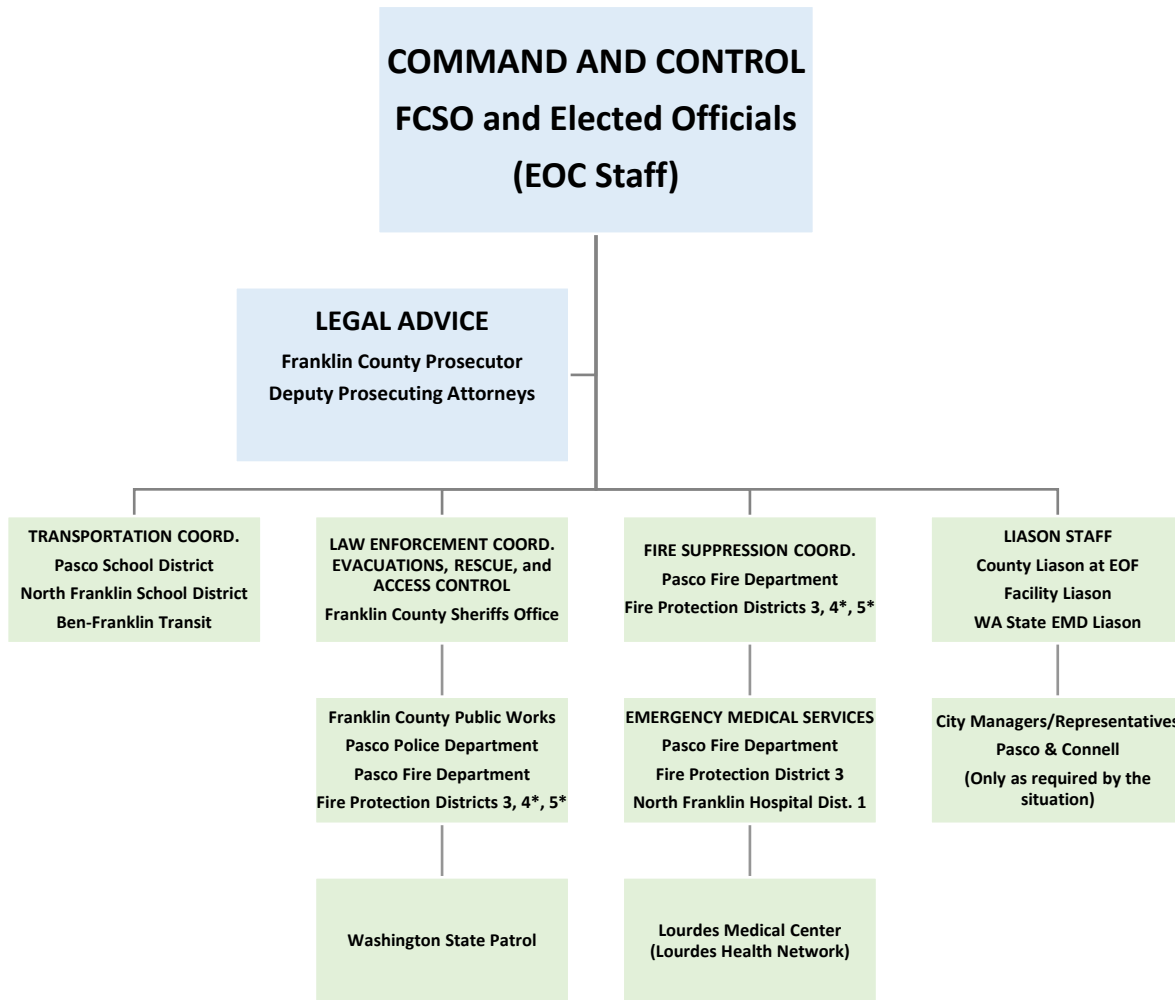 COMMAND AND CONTROL
FCSO and Elected Officials
(EOC Staff)
LEGAL ADVICE
Franklin County Prosecutor
Deputy Prosecuting Attorneys
TRANSPORTATION COORD.
Pasco School District
North Franklin School District
Ben-Franklin Transit
LAW ENFORCEMENT COORD.
EVACUATIONS, RESCUE, and
ACCESS CONTROL
Franklin County Sheriffs Office
FIRE SUPPRESSION COORD.
Pasco Fire Department
Fire Protection Districts 3, 4*, 5*
LIASON STAFF
County Liason at EOF
Facility Liason
WA State EMD Liason
Franklin County Public Works
Pasco Police Department
Pasco Fire Department
Fire Protection Districts 3, 4*, 5*
EMERGENCY MEDICAL SERVICES
Pasco Fire Department
Fire Protection District 3
North Franklin Hospital Dist. 1
City Managers/Representatives
Pasco & Connell
(Only as required by the
situation)
Washington State Patrol
Lourdes Medical Center
(Lourdes Health Network)